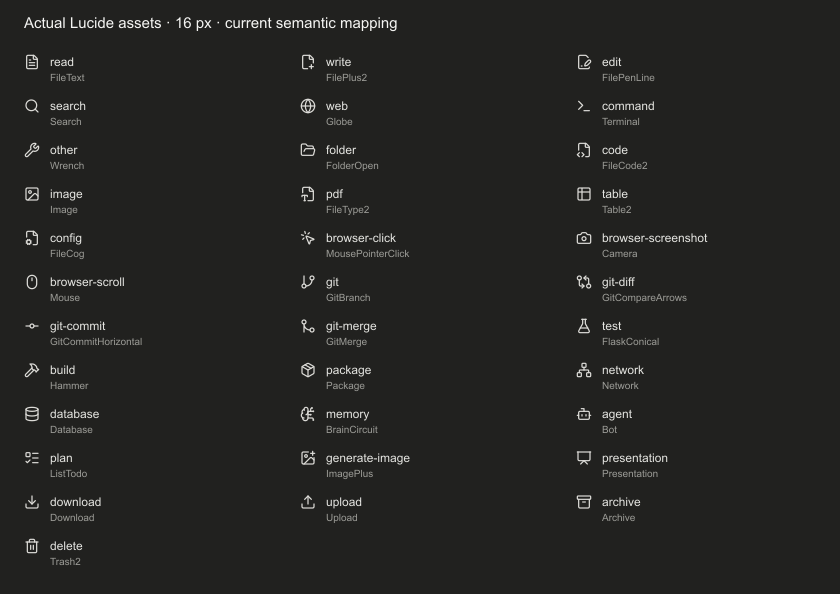 Actual Lucide assets · 16 px · current semantic mapping
read
FileText
write
FilePlus2
edit
FilePenLine
search
Search
web
Globe
command
Terminal
other
Wrench
folder
FolderOpen
code
FileCode2
image
Image
pdf
FileType2
table
Table2
config
FileCog
browser-click
MousePointerClick
browser-screenshot
Camera
browser-scroll
Mouse
git
GitBranch
git-diff
GitCompareArrows
git-commit
GitCommitHorizontal
git-merge
GitMerge
test
FlaskConical
build
Hammer
package
Package
network
Network
database
Database
memory
BrainCircuit
agent
Bot
plan
ListTodo
generate-image
ImagePlus
presentation
Presentation
download
Download
upload
Upload
archive
Archive
delete
Trash2